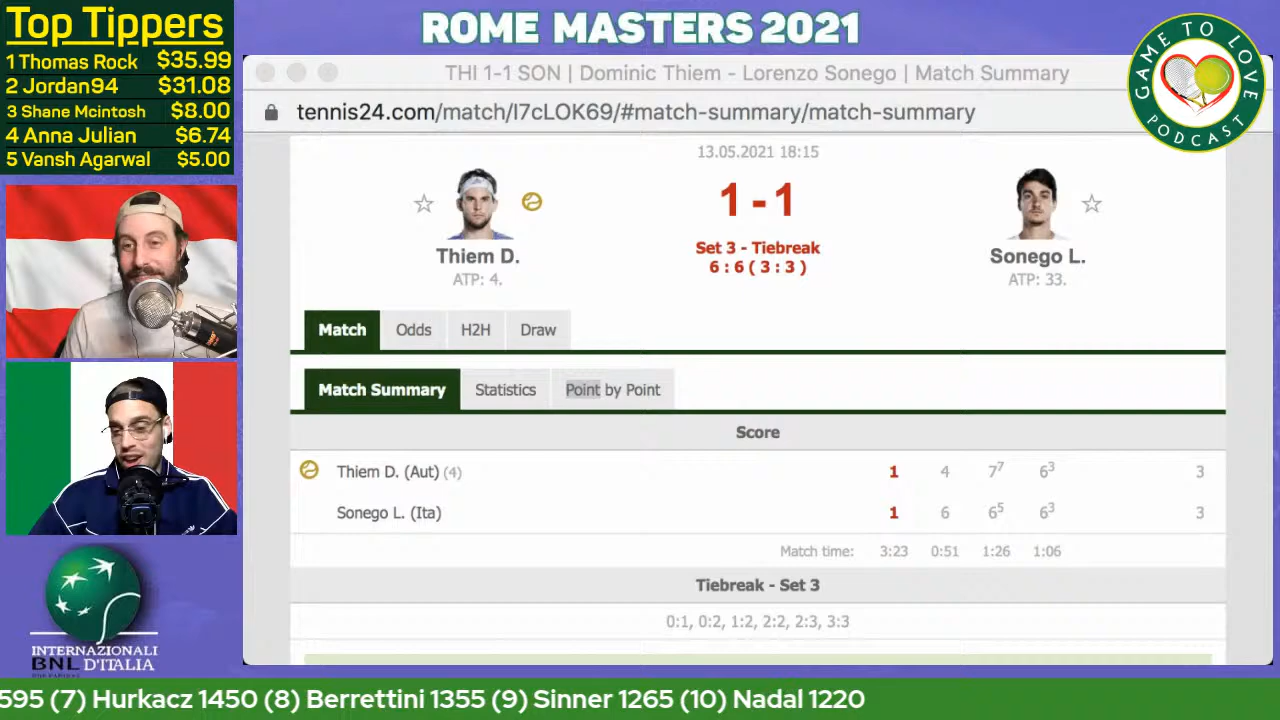 Top Tippers
1 Thomas Rock $35.99
2 Jordan94 $31.08
3 Shane Mcintosh $8.00
4 Anna Julian $6.74
5 Vansh Agarwal $5.00
ROME MASTERS 2021
GAME TO LOVE
PODCAST
THI 1-1 SON | Dominic Thiem - Lorenzo Sonego | Match Summary
tennis24.com/match/I7cLOK69/#match-summary/match-summary
13.05.2021 18:15
1 - 1
Set 3 - Tiebreak
6 : 6 ( 3 : 3 )
Thiem D.
ATP: 4.
Sonego L.
ATP: 33.
Match Odds H2H Draw
Match Summary Statistics Point by Point
Score
Thiem D. (Aut) (4) 1 4 7⁷ 6³ 3
Sonego L. (Ita) 1 6 6⁵ 6³ 3
Match time: 3:23 0:51 1:26 1:06
Tiebreak - Set 3
0:1, 0:2, 1:2, 2:2, 2:3, 3:3
INTERNAZIONALI
BNL D'ITALIA
595 (7) Hurkacz 1450 (8) Berrettini 1355 (9) Sinner 1265 (10) Nadal 1220